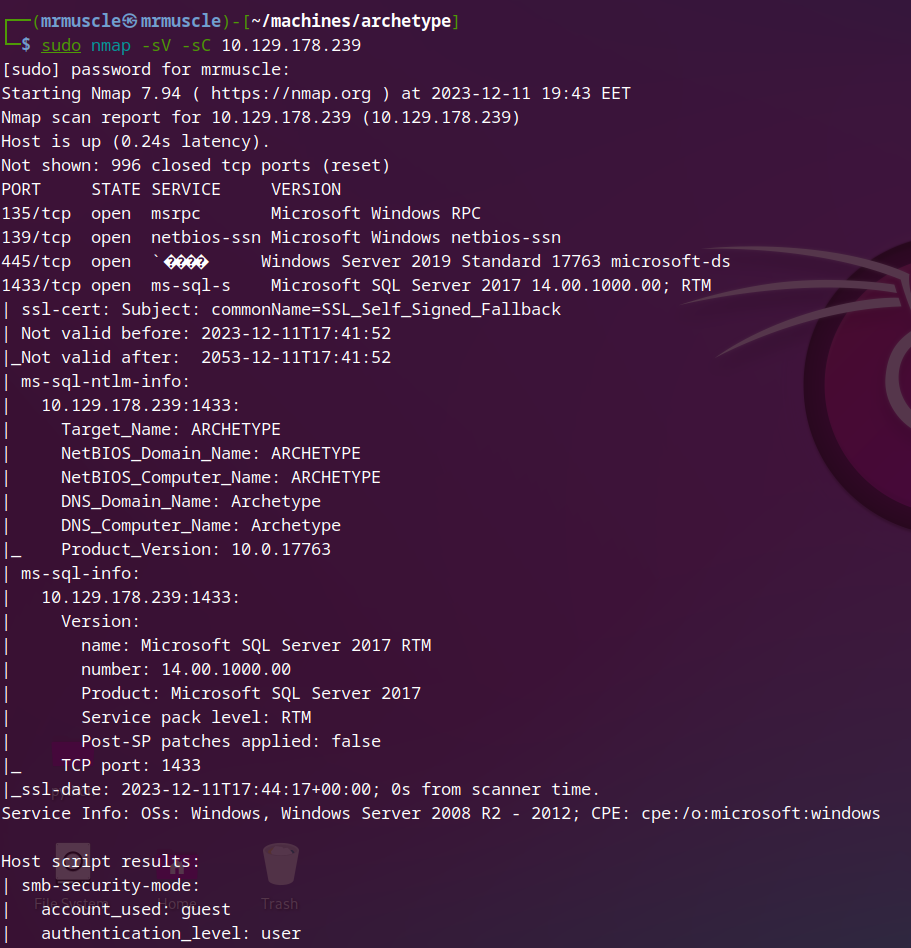 ┌──(mrmuscle㉿mrmuscle)-[~/machines/archetype]
└─$ sudo nmap -sV -sC 10.129.178.239
[sudo] password for mrmuscle:
Starting Nmap 7.94 ( https://nmap.org ) at 2023-12-11 19:43 EET
Nmap scan report for 10.129.178.239 (10.129.178.239)
Host is up (0.24s latency).
Not shown: 996 closed tcp ports (reset)
PORT     STATE SERVICE      VERSION
135/tcp  open  msrpc        Microsoft Windows RPC
139/tcp  open  netbios-ssn Microsoft Windows netbios-ssn
445/tcp  open  `����     Windows Server 2019 Standard 17763 microsoft-ds
1433/tcp open  ms-sql-s    Microsoft SQL Server 2017 14.00.1000.00; RTM
| ssl-cert: Subject: commonName=SSL_Self_Signed_Fallback
| Not valid before: 2023-12-11T17:41:52
|_Not valid after:  2053-12-11T17:41:52
| ms-sql-ntlm-info:
|   10.129.178.239:1433:
|     Target_Name: ARCHETYPE
|     NetBIOS_Domain_Name: ARCHETYPE
|     NetBIOS_Computer_Name: ARCHETYPE
|     DNS_Domain_Name: Archetype
|     DNS_Computer_Name: Archetype
|_    Product_Version: 10.0.17763
| ms-sql-info:
|   10.129.178.239:1433:
|     Version:
|       name: Microsoft SQL Server 2017 RTM
|       number: 14.00.1000.00
|       Product: Microsoft SQL Server 2017
|       Service pack level: RTM
|       Post-SP patches applied: false
|_    TCP port: 1433
|_ssl-date: 2023-12-11T17:44:17+00:00; 0s from scanner time.
Service Info: OSs: Windows, Windows Server 2008 R2 - 2012; CPE: cpe:/o:microsoft:windows

Host script results:
| smb-security-mode:
|   account_used: guest
|   authentication_level: user
File System
Home
Trash